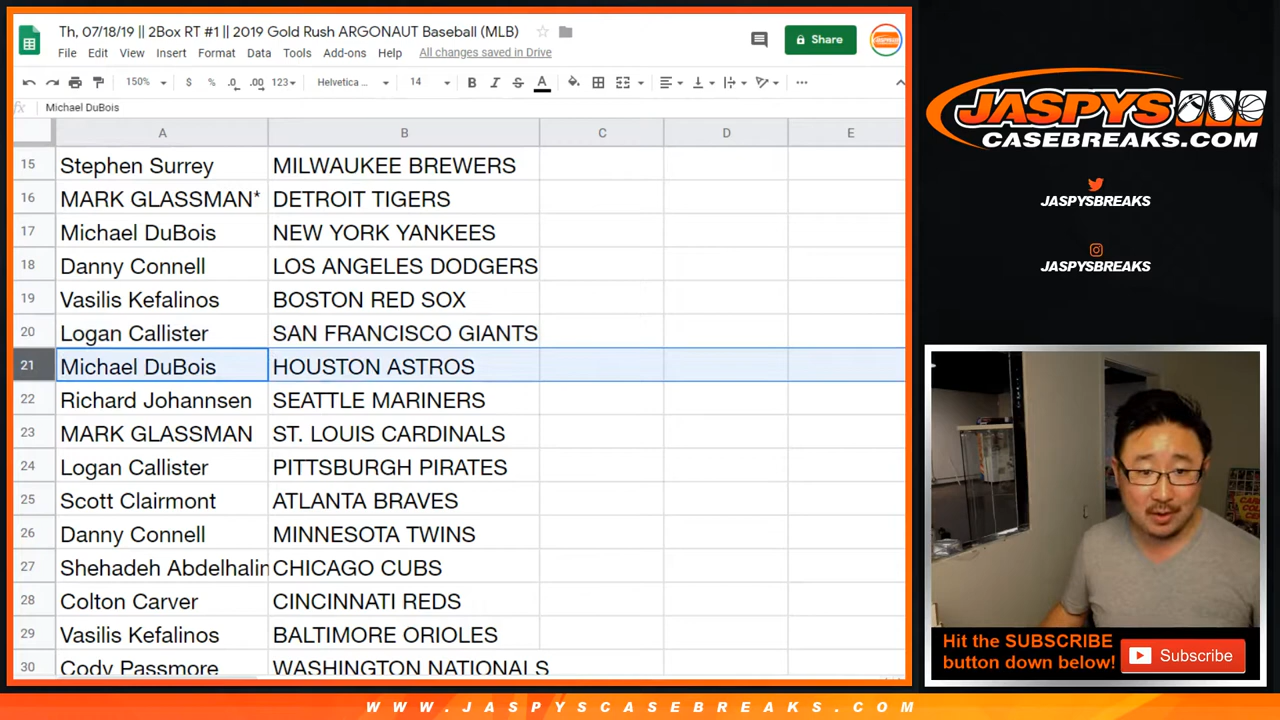 Th, 07/18/19 || 2Box RT #1 || 2019 Gold Rush ARGONAUT Baseball (MLB)
File Edit View Insert Format Data Tools Add-ons Help All changes saved in Drive
Share
150% $ % .0 .00 123 Helvetica ... 14 B I S A
fx Michael DuBois
A B C D E
15 Stephen Surrey MILWAUKEE BREWERS
16 MARK GLASSMAN* DETROIT TIGERS
17 Michael DuBois NEW YORK YANKEES
18 Danny Connell LOS ANGELES DODGERS
19 Vasilis Kefalinos BOSTON RED SOX
20 Logan Callister SAN FRANCISCO GIANTS
21 Michael DuBois HOUSTON ASTROS
22 Richard Johannsen SEATTLE MARINERS
23 MARK GLASSMAN ST. LOUIS CARDINALS
24 Logan Callister PITTSBURGH PIRATES
25 Scott Clairmont ATLANTA BRAVES
26 Danny Connell MINNESOTA TWINS
27 Shehadeh Abdelhalin CHICAGO CUBS
28 Colton Carver CINCINNATI REDS
29 Vasilis Kefalinos BALTIMORE ORIOLES
30 Cody Passmore WASHINGTON NATIONALS
JASPYS
CASEBREAKS.COM
JASPYSBREAKS
JASPYSBREAKS
Hit the SUBSCRIBE
button down below!
Subscribe
WWW.JASPYSCASEBREAKS.COM